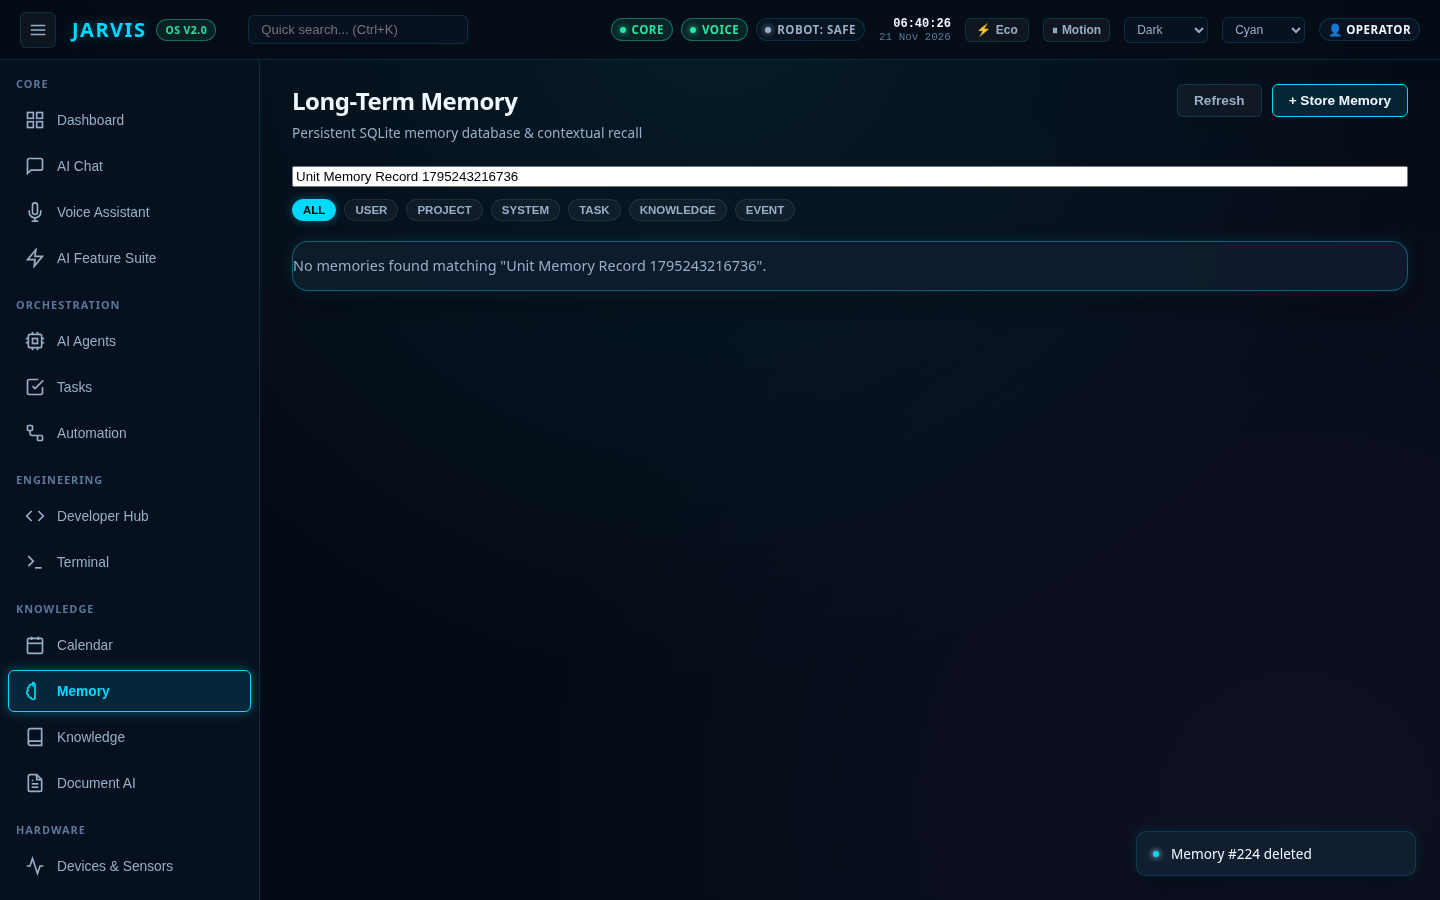 JARVIS
OS V2.0
Quick search... (Ctrl+K)
CORE
VOICE
ROBOT: SAFE
06:40:26
21 Nov 2026
⚡ Eco
Motion
Dark
Cyan
OPERATOR
CORE
Dashboard
AI Chat
Voice Assistant
AI Feature Suite
ORCHESTRATION
AI Agents
Tasks
Automation
ENGINEERING
Developer Hub
Terminal
KNOWLEDGE
Calendar
Memory
Knowledge
Document AI
HARDWARE
Devices & Sensors
Long-Term Memory
Persistent SQLite memory database & contextual recall
Refresh
+ Store Memory
Unit Memory Record 1795243216736
ALL
USER
PROJECT
SYSTEM
TASK
KNOWLEDGE
EVENT
No memories found matching "Unit Memory Record 1795243216736".
Memory #224 deleted